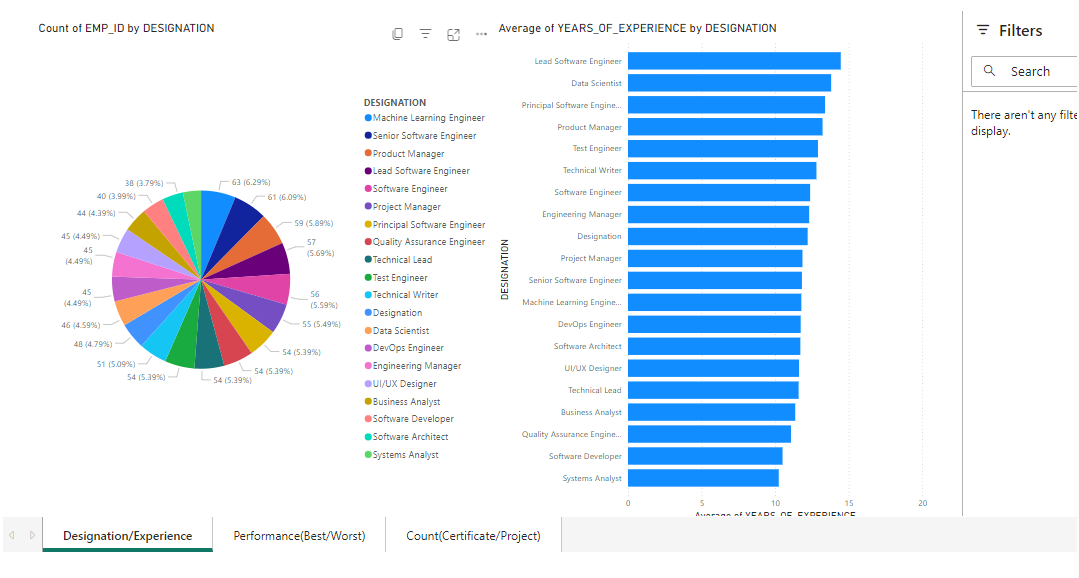 Count of EMP_ID by DESIGNATION
63 (6.29%)
61 (6.09%)
59 (5.89%)
57
(5.69%)
56
(5.59%)
55 (5.49%)
54 (5.39%)
54 (5.39%)
54 (5.39%)
54 (5.39%)
51 (5.09%)
48 (4.79%)
46 (4.59%)
45
(4.49%)
45
(4.49%)
45 (4.49%)
44 (4.39%)
40 (3.99%)
38 (3.79%)
DESIGNATION
Machine Learning Engineer
Senior Software Engineer
Product Manager
Lead Software Engineer
Software Engineer
Project Manager
Principal Software Engineer
Quality Assurance Engineer
Technical Lead
Test Engineer
Technical Writer
Designation
Data Scientist
DevOps Engineer
Engineering Manager
UI/UX Designer
Business Analyst
Software Developer
Software Architect
Systems Analyst
Average of YEARS_OF_EXPERIENCE by DESIGNATION
DESIGNATION
Lead Software Engineer
Data Scientist
Principal Software Engine...
Product Manager
Test Engineer
Technical Writer
Software Engineer
Engineering Manager
Designation
Project Manager
Senior Software Engineer
Machine Learning Engine...
DevOps Engineer
Software Architect
UI/UX Designer
Technical Lead
Business Analyst
Quality Assurance Engine...
Software Developer
Systems Analyst
0 5 10 15 20
Average of YEARS_OF_EXPERIENCE
Filters
Search
There aren't any filte
display.
Designation/Experience Performance(Best/Worst) Count(Certificate/Project)